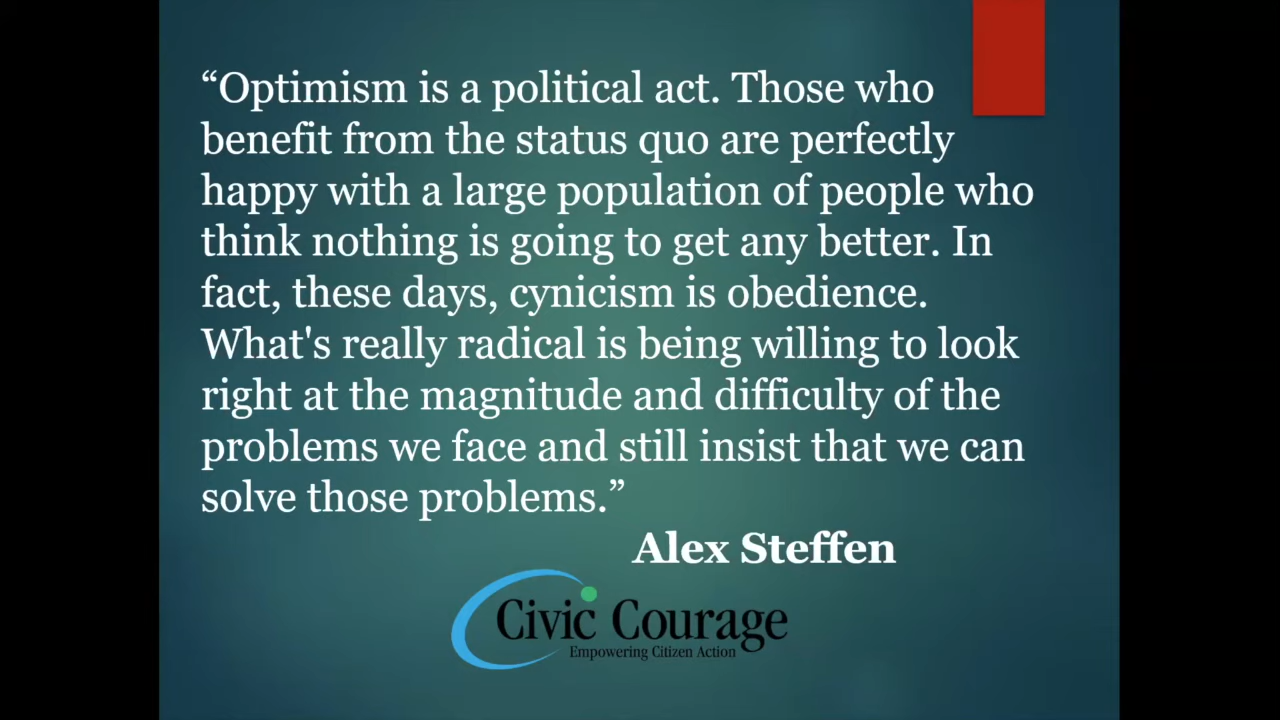 “Optimism is a political act. Those who
benefit from the status quo are perfectly
happy with a large population of people who
think nothing is going to get any better. In
fact, these days, cynicism is obedience.
What's really radical is being willing to look
right at the magnitude and difficulty of the
problems we face and still insist that we can
solve those problems.”
Alex Steffen
Civic Courage
Empowering Citizen Action